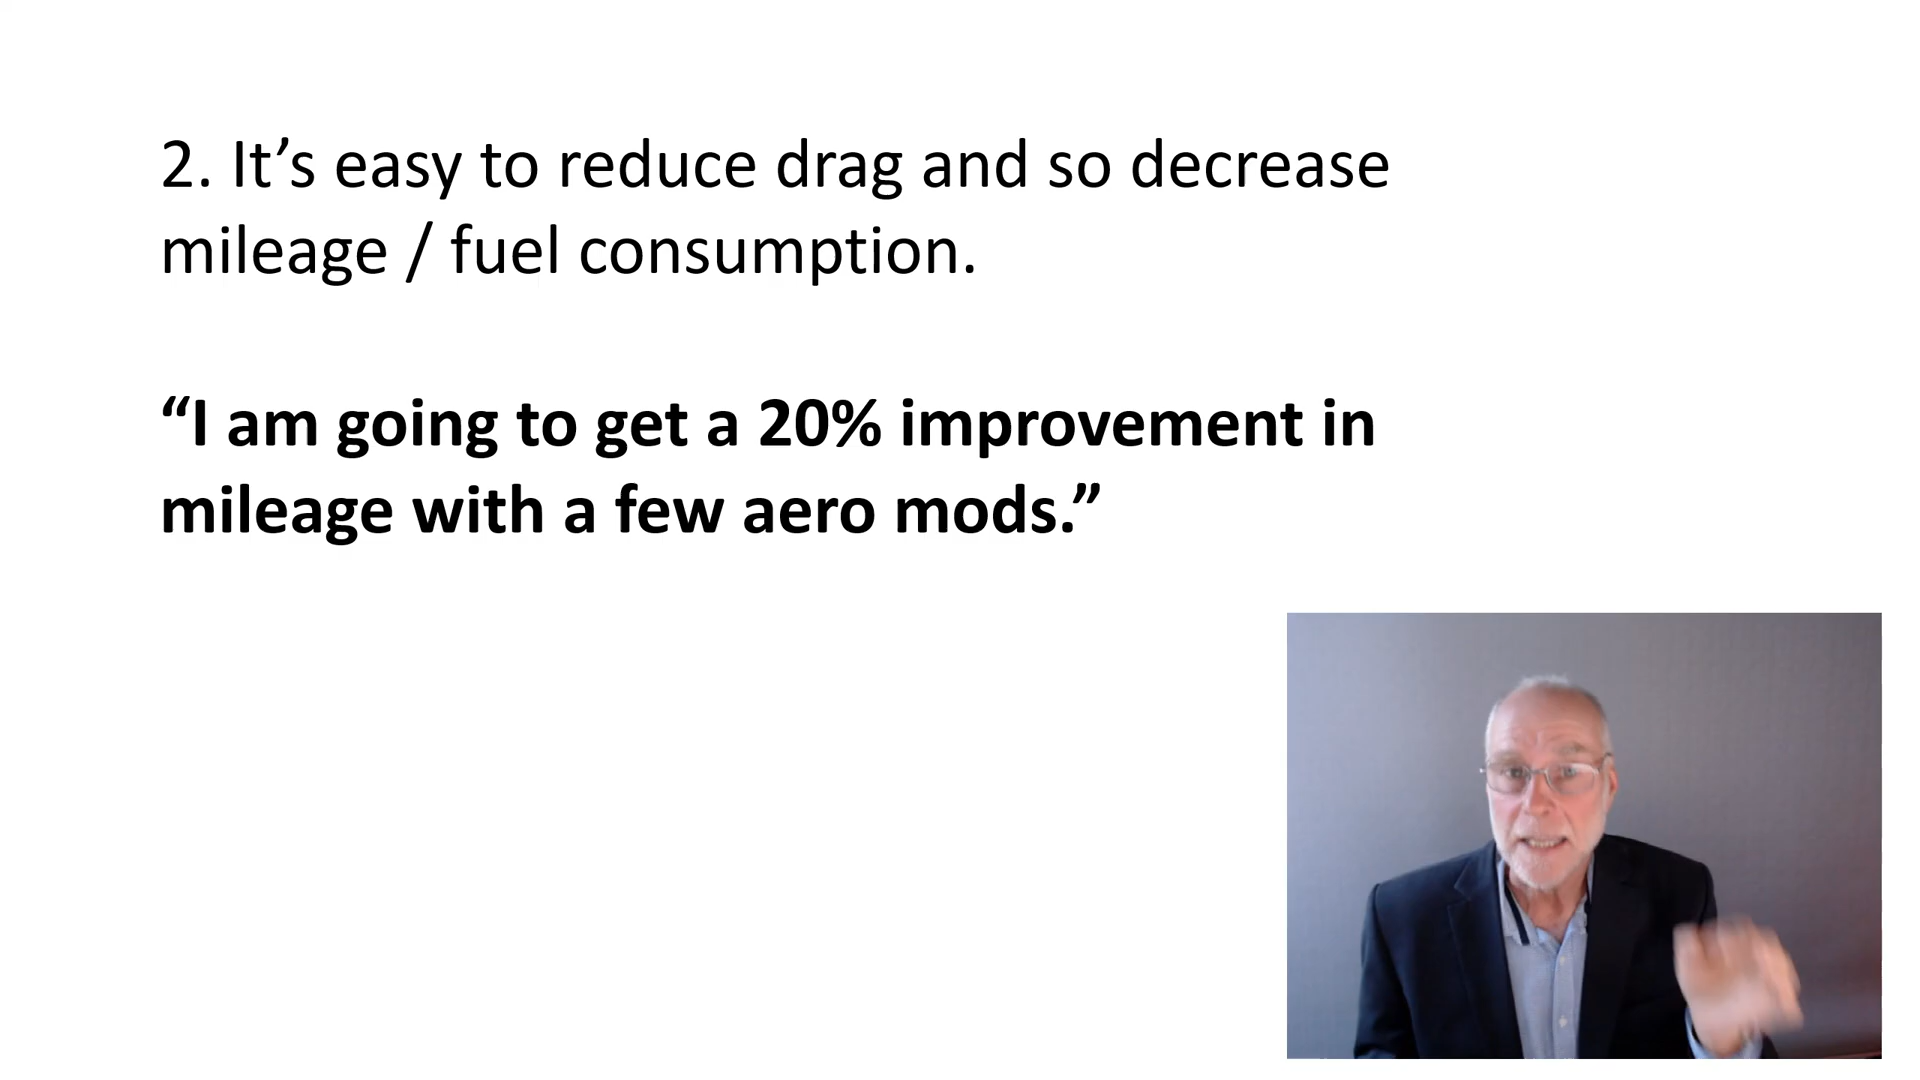 2. It’s easy to reduce drag and so decrease
mileage / fuel consumption.
“I am going to get a 20% improvement in
mileage with a few aero mods.”